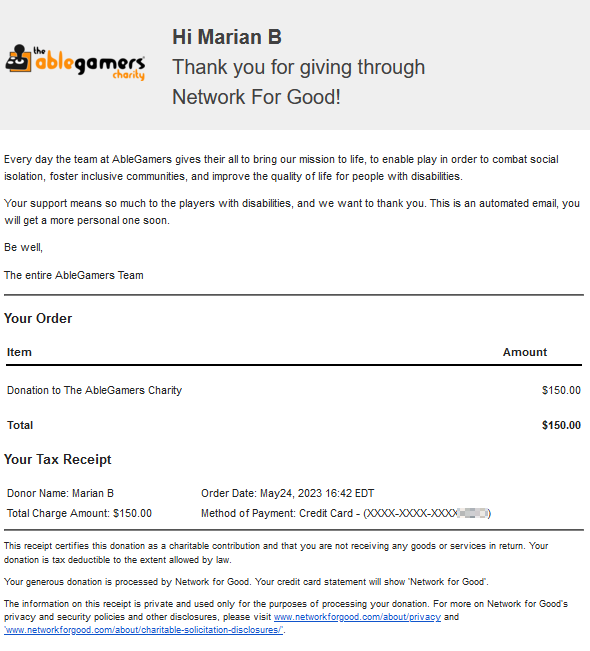 the
ablegamers
charity
Hi Marian B
Thank you for giving through
Network For Good!
Every day the team at AbleGamers gives their all to bring our mission to life, to enable play in order to combat social
isolation, foster inclusive communities, and improve the quality of life for people with disabilities.
Your support means so much to the players with disabilities, and we want to thank you. This is an automated email, you
will get a more personal one soon.
Be well,
The entire AbleGamers Team
Your Order
Item Amount
Donation to The AbleGamers Charity $150.00
Total $150.00
Your Tax Receipt
Donor Name: Marian B Order Date: May24, 2023 16:42 EDT
Total Charge Amount: $150.00 Method of Payment: Credit Card - (XXXX-XXXX-XXXX )
This receipt certifies this donation as a charitable contribution and that you are not receiving any goods or services in return. Your
donation is tax deductible to the extent allowed by law.
Your generous donation is processed by Network for Good. Your credit card statement will show 'Network for Good'.
The information on this receipt is private and used only for the purposes of processing your donation. For more on Network for Good's
privacy and security policies and other disclosures, please visit www.networkforgood.com/about/privacy and
'www.networkforgood.com/about/charitable-solicitation-disclosures/'.